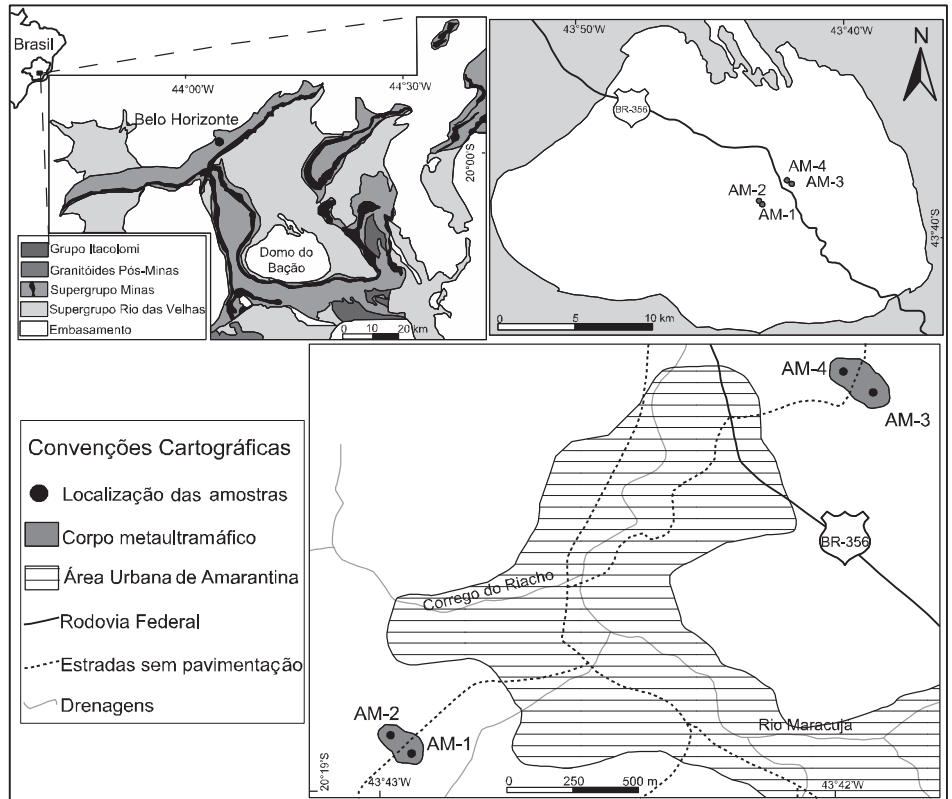 Brasil
44°00'
44°30'
Belo Horizonte
20°00'S
Domo do
Bação
Grupo Itacolomi
Granitóides Pós-Minas
Supergrupo Minas
Supergrupo Rio das Velhas
Embasamento
0 10 20 km
43°50'
43°40'
N
BR-356
AM-4
AM-3
AM-2
AM-1
43°40'S
0 5 10 km
Convenções Cartográficas
Localização das amostras
Corpo metaultramáfico
Área Urbana de Amarantina
Rodovia Federal
Estradas sem pavimentação
Drenagens
AM-4
AM-3
BR-356
Corrego do Riacho
AM-2
AM-1
Rio Maracuja
20°19'S
43°43'
0 250 500 m
43°42'